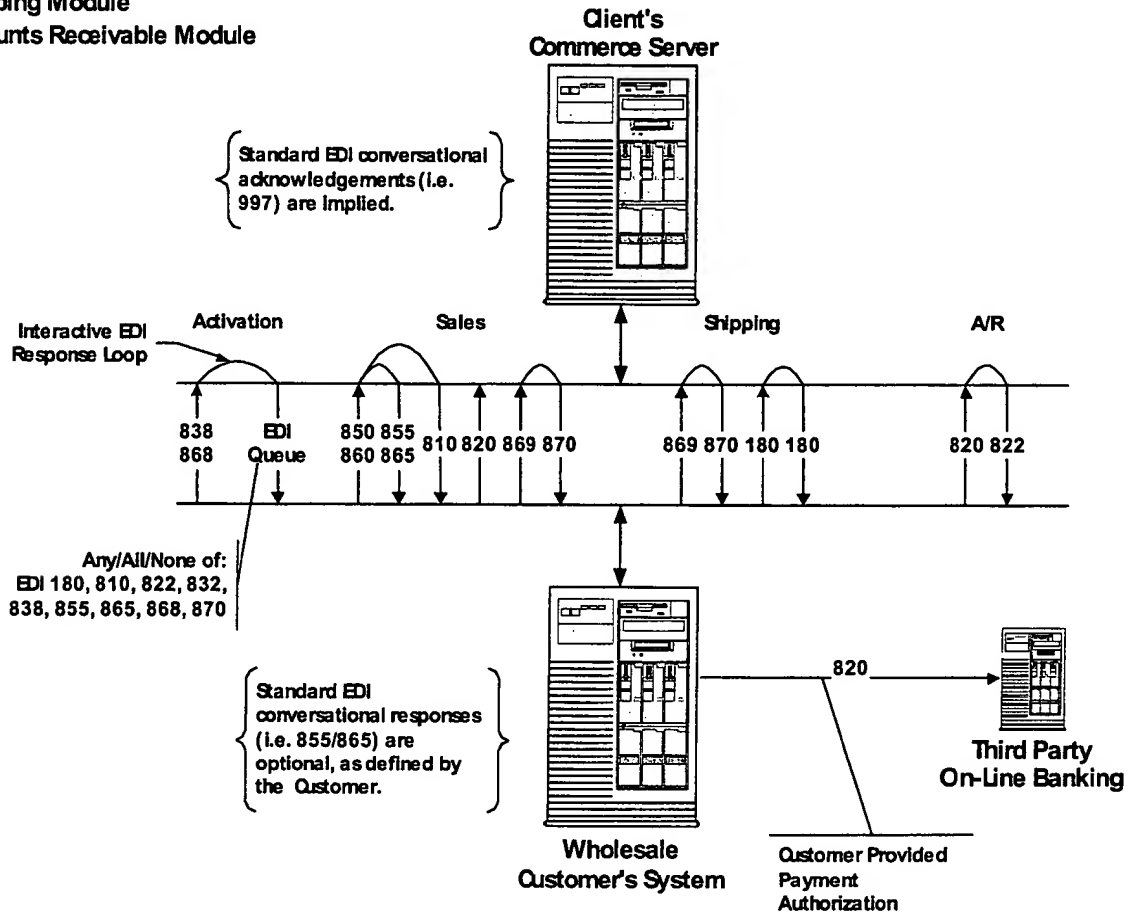 Module
Receivable Module
Client's
Commerce Server
Standard EDI conversational
acknowledgements (i.e.
997) are implied.
Interactive EDI
Response Loop
Activation
Sales
Shipping
A/R
838
868
EDI
Queue
850 855
860 865
810 820 869 870
869 870 180 180
820 822
Any/All/None of:
EDI 180, 810, 822, 832,
838, 855, 865, 868, 870
Standard EDI
conversational responses
(i.e. 855/865) are
optional, as defined by
the Customer.
820
Third Party
On-Line Banking
Wholesale
Customer's System
Customer Provided
Payment
Authorization